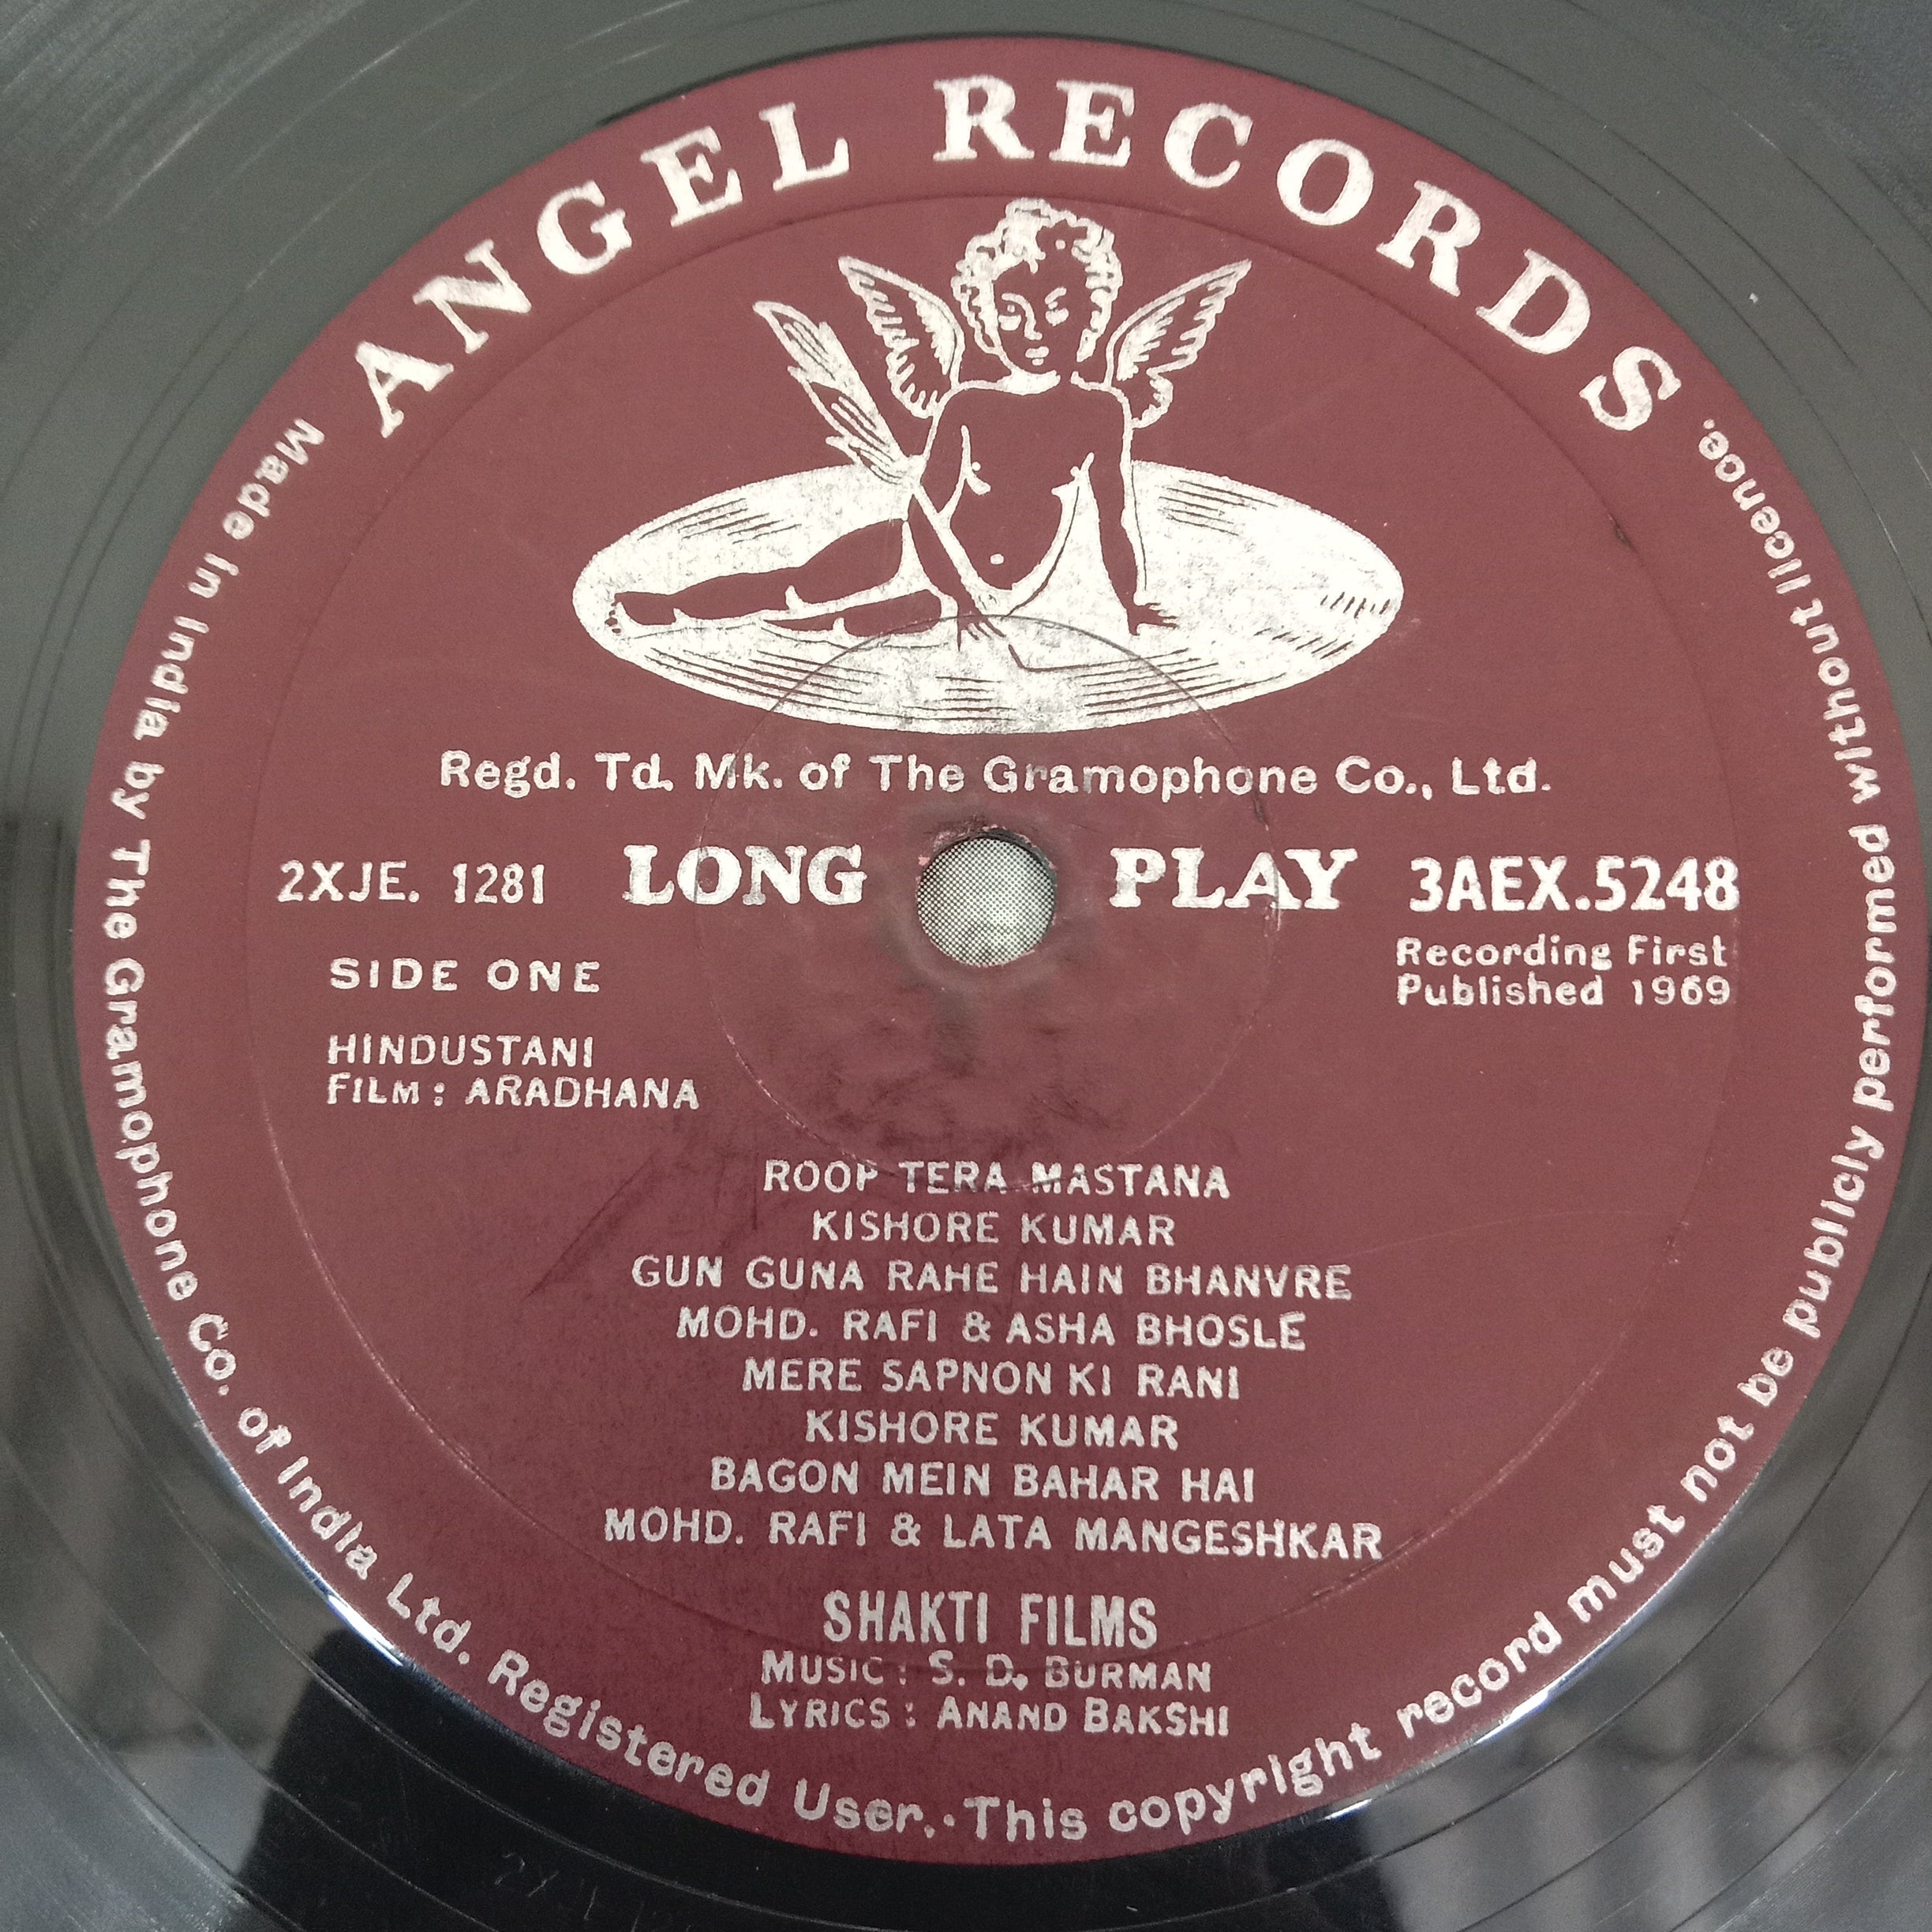 ANGEL RECORDS
Regd. Td. Mk. of The Gramophone Co., Ltd.
2XJE. 1281 LONG PLAY 3AEX.5248
Recording First
Published 1969
SIDE ONE
HINDUSTANI
FILM : ARADHANA
ROOP TERA MASTANA
KISHORE KUMAR
GUN GUNA RAHE HAIN BHANVRE
MOHD. RAFI & ASHA BHOSLE
MERE SAPNON KI RANI
KISHORE KUMAR
BAGON MEIN BAHAR HAI
MOHD. RAFI & LATA MANGESHKAR
SHAKTI FILMS
MUSIC : S. D. BURMAN
LYRICS : ANAND BAKSHI
Made in India by The Gramophone Co. of India Ltd. Registered User.·This copyright record must not be publicly performed without licence.